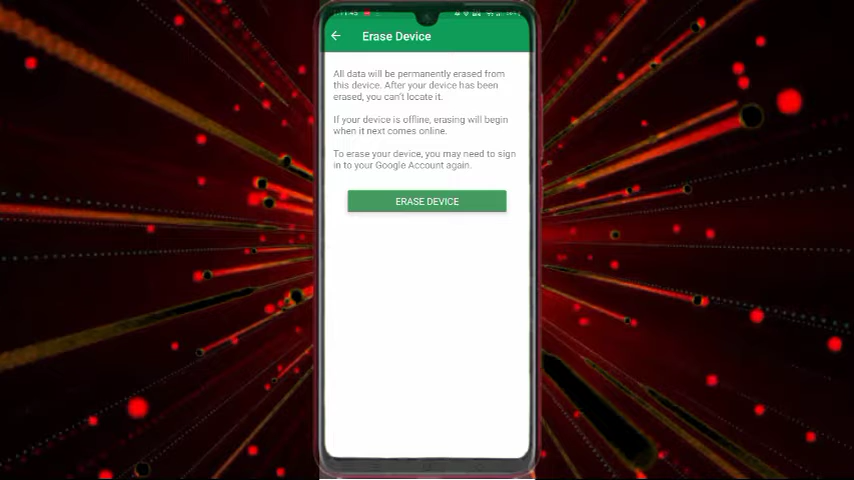 11:45
Erase Device
All data will be permanently erased from
this device. After your device has been
erased, you can't locate it.
If your device is offline, erasing will begin
when it next comes online.
To erase your device, you may need to sign
in to your Google Account again.
ERASE DEVICE